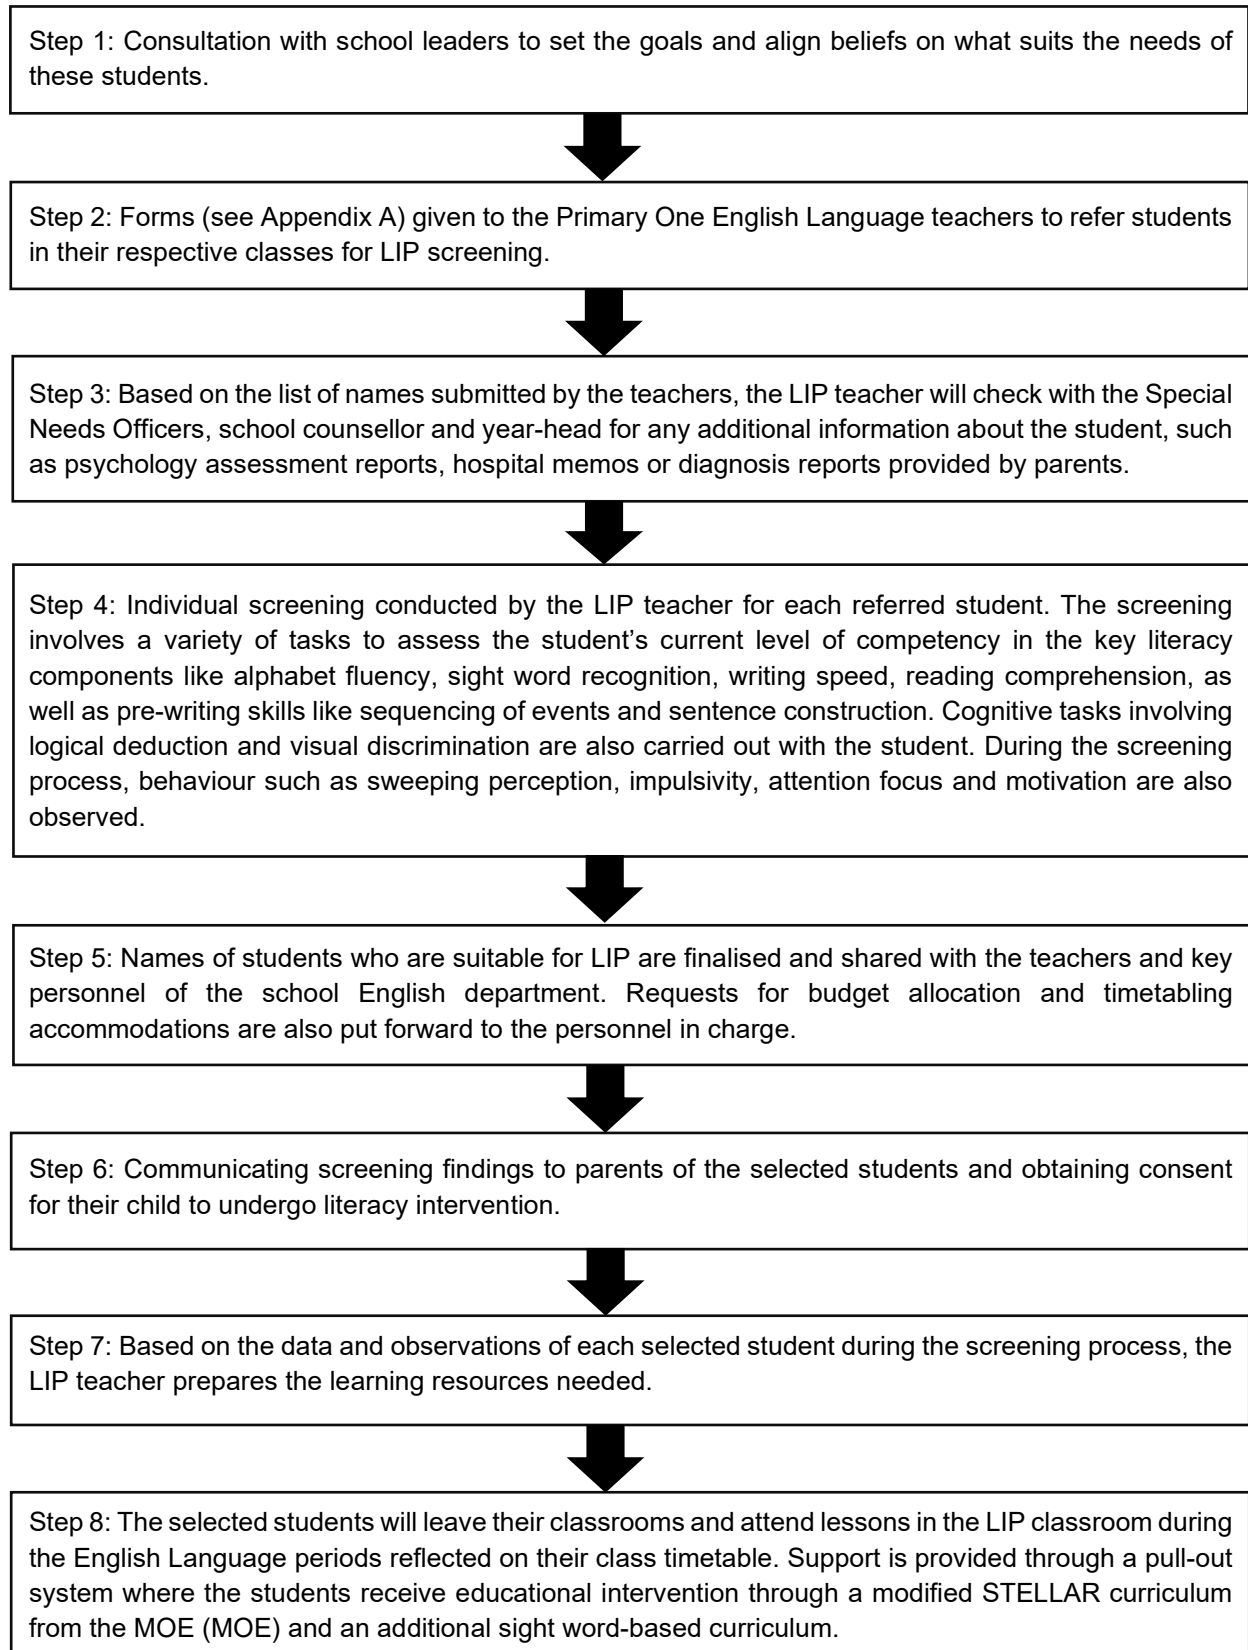 Step 1: Consultation with school leaders to set the goals and align beliefs on what suits the needs of
these students.
Step 2: Forms (see Appendix A) given to the Primary One English Language teachers to refer students
in their respective classes for LIP screening.
Step 3: Based on the list of names submitted by the teachers, the LIP teacher will check with the Special
Needs Officers, school counsellor and year-head for any additional information about the student, such
as psychology assessment reports, hospital memos or diagnosis reports provided by parents.
Step 4: Individual screening conducted by the LIP teacher for each referred student. The screening
involves a variety of tasks to assess the student’s current level of competency in the key literacy
components like alphabet fluency, sight word recognition, writing speed, reading comprehension, as
well as pre-writing skills like sequencing of events and sentence construction. Cognitive tasks involving
logical deduction and visual discrimination are also carried out with the student. During the screening
process, behaviour such as sweeping perception, impulsivity, attention focus and motivation are also
observed.
Step 5: Names of students who are suitable for LIP are finalised and shared with the teachers and key
personnel of the school English department. Requests for budget allocation and timetabling
accommodations are also put forward to the personnel in charge.
Step 6: Communicating screening findings to parents of the selected students and obtaining consent
for their child to undergo literacy intervention.
Step 7: Based on the data and observations of each selected student during the screening process, the
LIP teacher prepares the learning resources needed.
Step 8: The selected students will leave their classrooms and attend lessons in the LIP classroom during
the English Language periods reflected on their class timetable. Support is provided through a pull-out
system where the students receive educational intervention through a modified STELLAR curriculum
from the MOE (MOE) and an additional sight word-based curriculum.